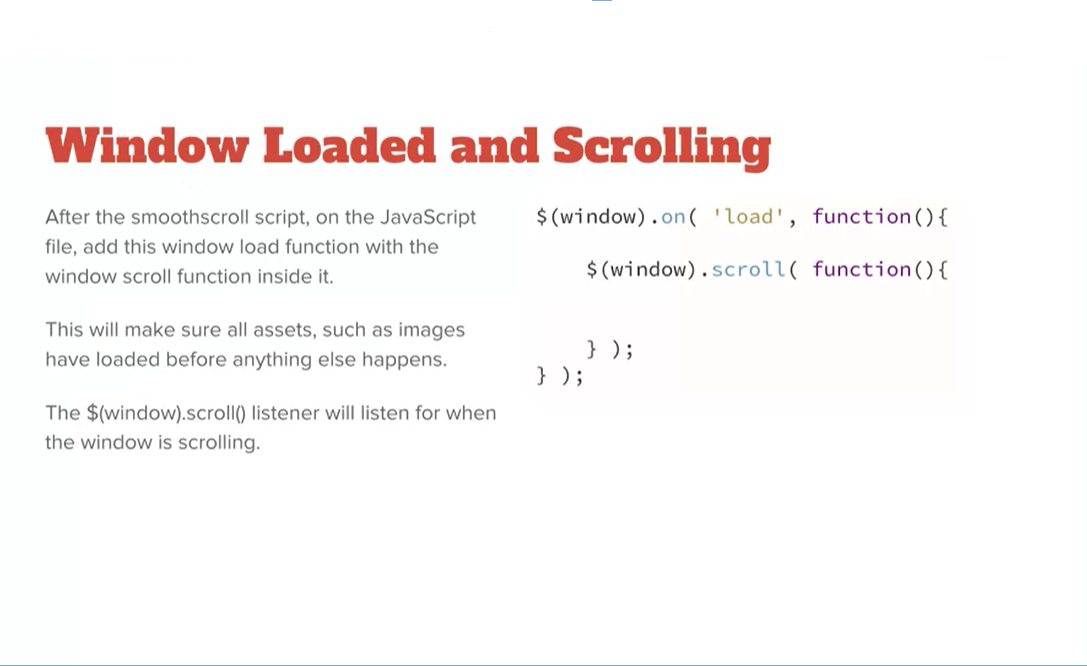 Window Loaded and Scrolling
After the smoothscroll script, on the JavaScript
file, add this window load function with the
window scroll function inside it.
This will make sure all assets, such as images
have loaded before anything else happens.
The $(window).scroll() listener will listen for when
the window is scrolling.
$(window).on( 'load', function(){
$(window).scroll( function(){
} );
} );